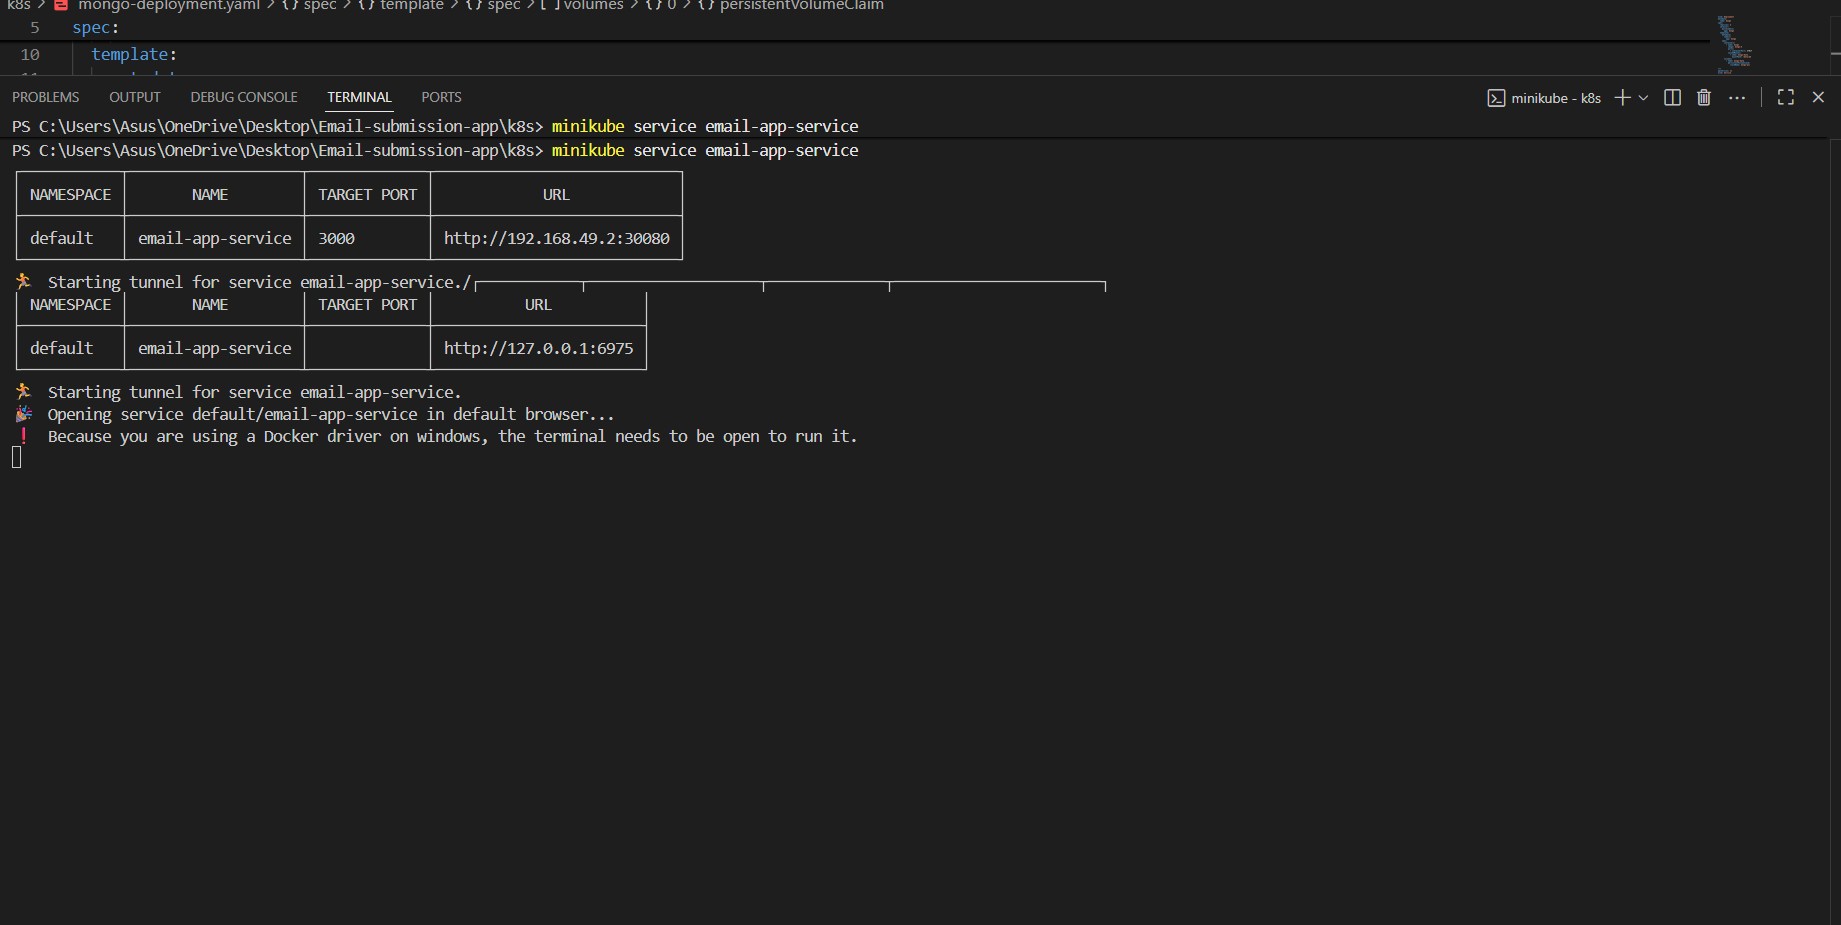 k8s > mongo-deployment.yaml > {} spec > {} template > {} spec > [ ] volumes > {} 0 > {} persistentVolumeClaim
5 spec:
10 template:
PROBLEMS OUTPUT DEBUG CONSOLE TERMINAL PORTS minikube - k8s
PS C:\Users\Asus\OneDrive\Desktop\Email-submission-app\k8s> minikube service email-app-service
PS C:\Users\Asus\OneDrive\Desktop\Email-submission-app\k8s> minikube service email-app-service
NAMESPACE NAME TARGET PORT URL
default email-app-service 3000 http://192.168.49.2:30080
🏃 Starting tunnel for service email-app-service./
NAMESPACE NAME TARGET PORT URL
default email-app-service http://127.0.0.1:6975
🏃 Starting tunnel for service email-app-service.
🎉 Opening service default/email-app-service in default browser...
❗ Because you are using a Docker driver on windows, the terminal needs to be open to run it.